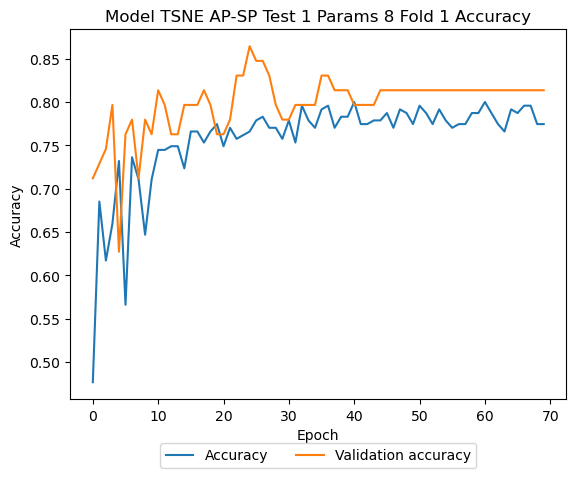 Model TSNE AP-SP Test 1 Params 8 Fold 1 Accuracy
0.85
0.80
0.75
0.70
0.65
0.60
0.55
0.50
Accuracy
0 10 20 30 40 50 60 70
Epoch
Accuracy Validation accuracy